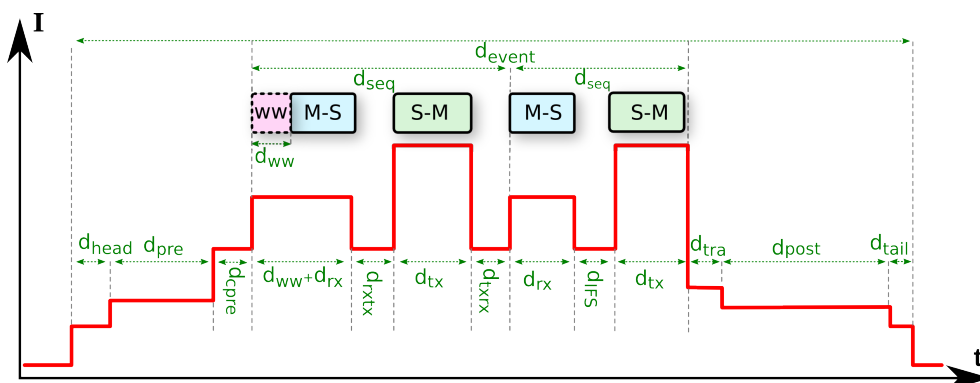 I
d_event
d_seq
d_seq
ww
M-S
S-M
M-S
S-M
d_ww
d_head
d_pre
d_cpre
d_ww+d_rx
d_rxtx
d_tx
d_txrx
d_rx
d_IFS
d_tx
d_tra
d_post
d_tail
t